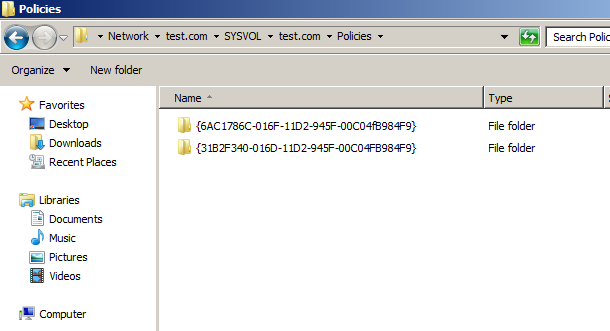 Policies
Network ▸ test.com ▸ SYSVOL ▸ test.com ▸ Policies ▸ Search Polic
Organize New folder
Favorites
Desktop
Downloads
Recent Places
Libraries
Documents
Music
Pictures
Videos
Computer
Name Type
{6AC1786C-016F-11D2-945F-00C04fB984F9} File folder
{31B2F340-016D-11D2-945F-00C04FB984F9} File folder